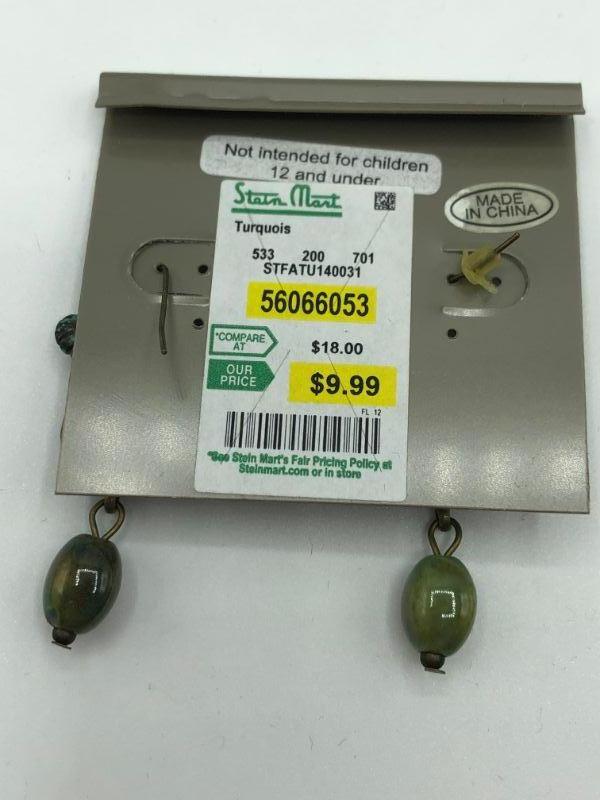 Not intended for children
12 and under
MADE
IN CHINA
Stein Mart
Turquois
533 200 701
STFATU140031
56066053
*COMPARE
AT
$18.00
OUR
PRICE
$9.99
FL 12
*See Stein Mart's Fair Pricing Policy at
Steinmart.com or in store